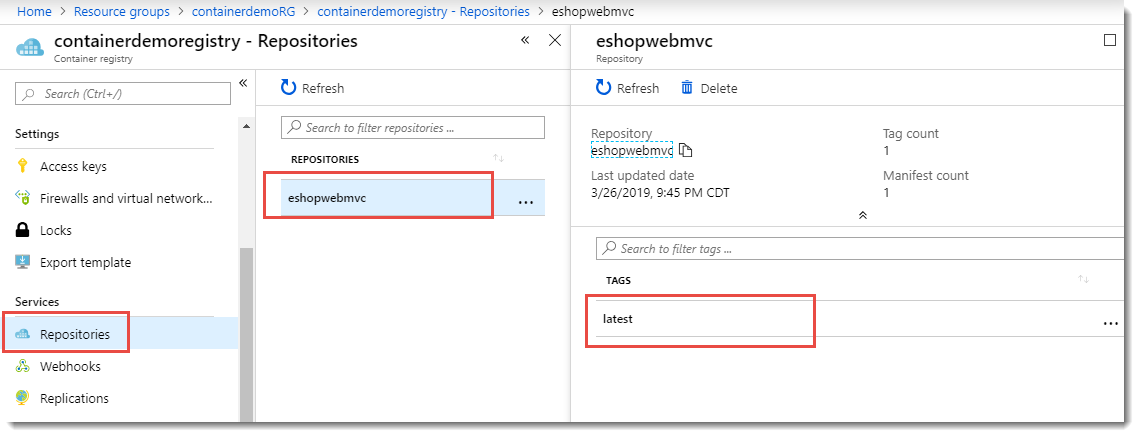 Home > Resource groups > containerdemoRG > containerdemoregistry - Repositories > eshopwebmvc
containerdemoregistry - Repositories
Container registry
Search (Ctrl+/)
Settings
Access keys
Firewalls and virtual network...
Locks
Export template
Services
Repositories
Webhooks
Replications
Refresh
Search to filter repositories ...
REPOSITORIES
eshopwebmvc
...
eshopwebmvc
Repository
Refresh Delete
Repository
eshopwebmvc
Tag count
1
Last updated date
3/26/2019, 9:45 PM CDT
Manifest count
1
Search to filter tags ...
TAGS
latest
...